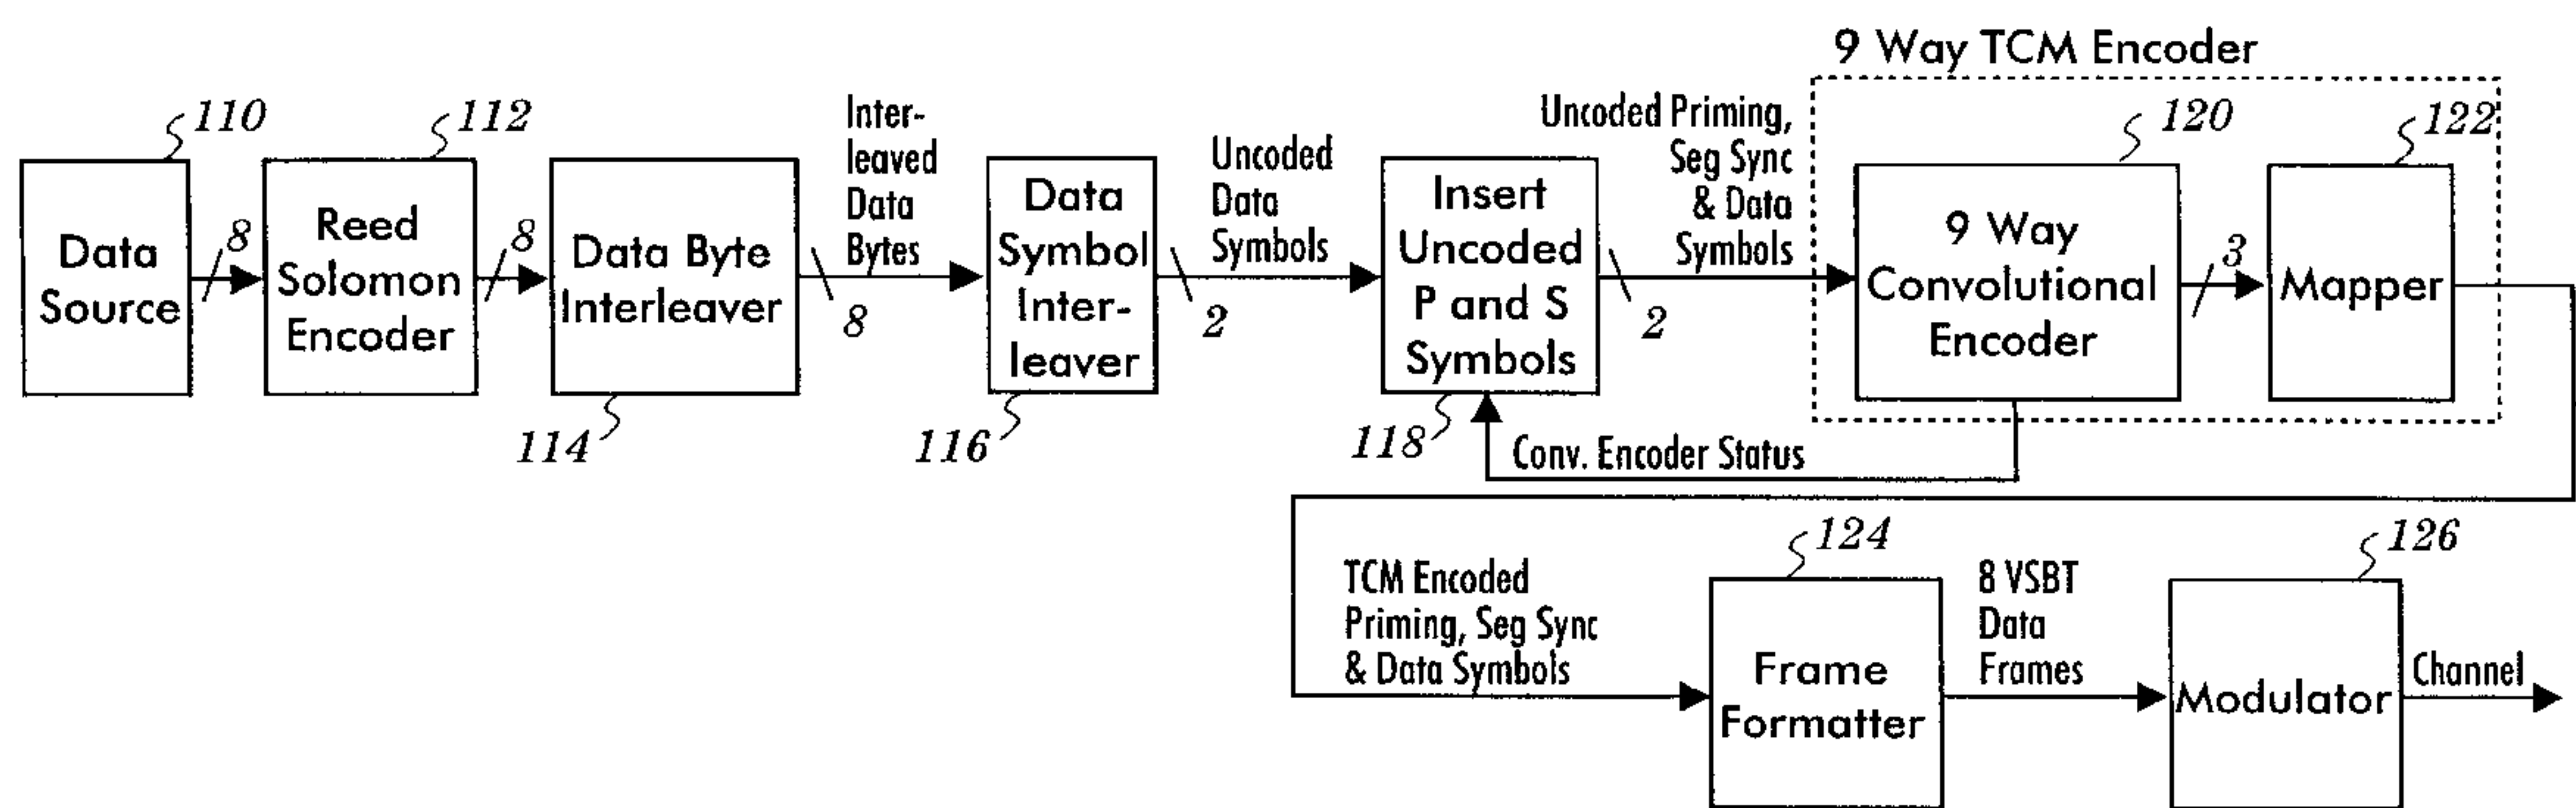 9 Way TCM Encoder
110
Data
Source
8
112
Reed
Solomon
Encoder
8
Data Byte
Interleaver
114
Inter-
leaved
Data
Bytes
8
Data
Symbol
Inter-
leaver
116
Uncoded
Data
Symbols
2
Insert
Uncoded
P and S
Symbols
118
Uncoded Priming,
Seg Sync
& Data
Symbols
2
120
9 Way
Convolutional
Encoder
3
122
Mapper
Conv. Encoder Status
TCM Encoded
Priming, Seg Sync
& Data Symbols
124
Frame
Formatter
8 VSBT
Data
Frames
126
Modulator
Channel